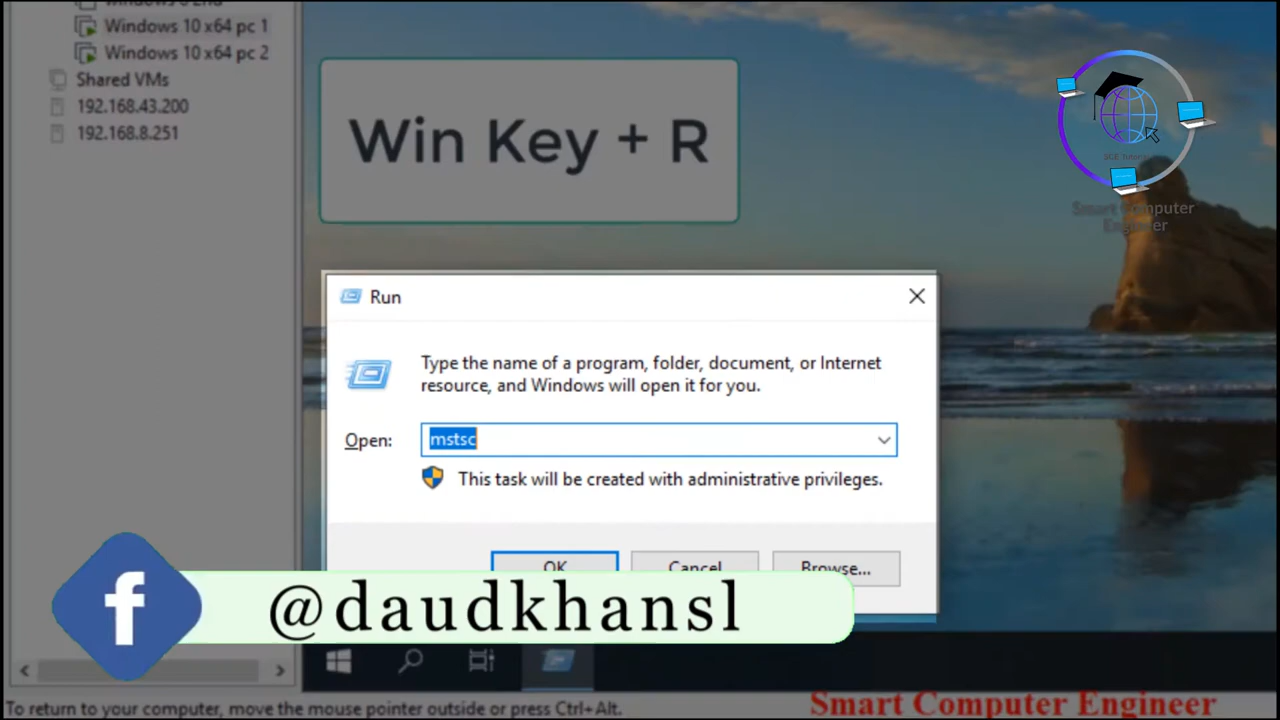 Windows 8 2nd
Windows 10 x64 pc 1
Windows 10 x64 pc 2
Shared VMs
192.168.43.200
192.168.8.251
Win Key + R
Smart Computer
Engineer
Run
Type the name of a program, folder, document, or Internet
resource, and Windows will open it for you.
Open:
mstsc
This task will be created with administrative privileges.
OK
Cancel
Browse...
f
@daudkhansl
To return to your computer, move the mouse pointer outside or press Ctrl+Alt.
Smart Computer Engineer